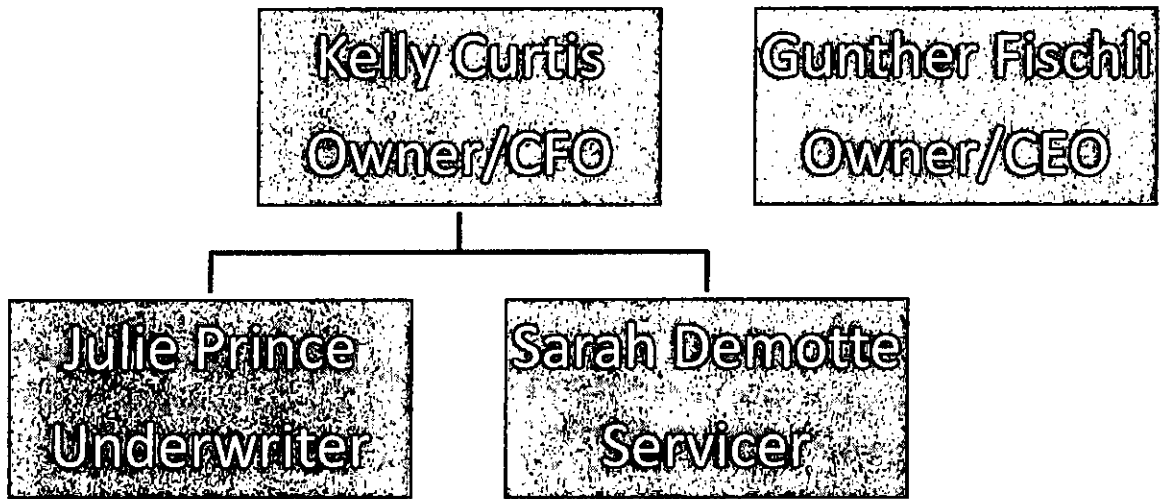 Kelly Curtis
Owner/CFO
Gunther Fischli
Owner/CEO
Julie Prince
Underwriter
Sarah Demotte
Servicer